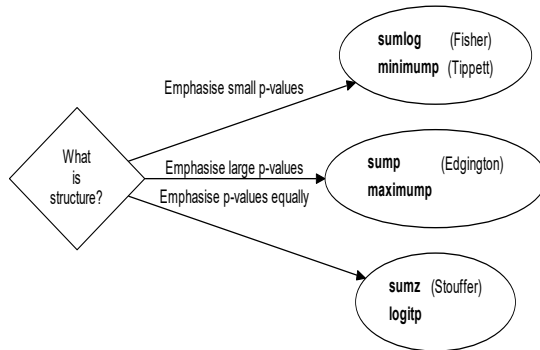 sumlog (Fisher)
minimump (Tippett)
Emphasise small p-values
What
is
structure?
Emphasise large p-values
Emphasise p-values equally
sump (Edgington)
maximump
sumz (Stouffer)
logitp